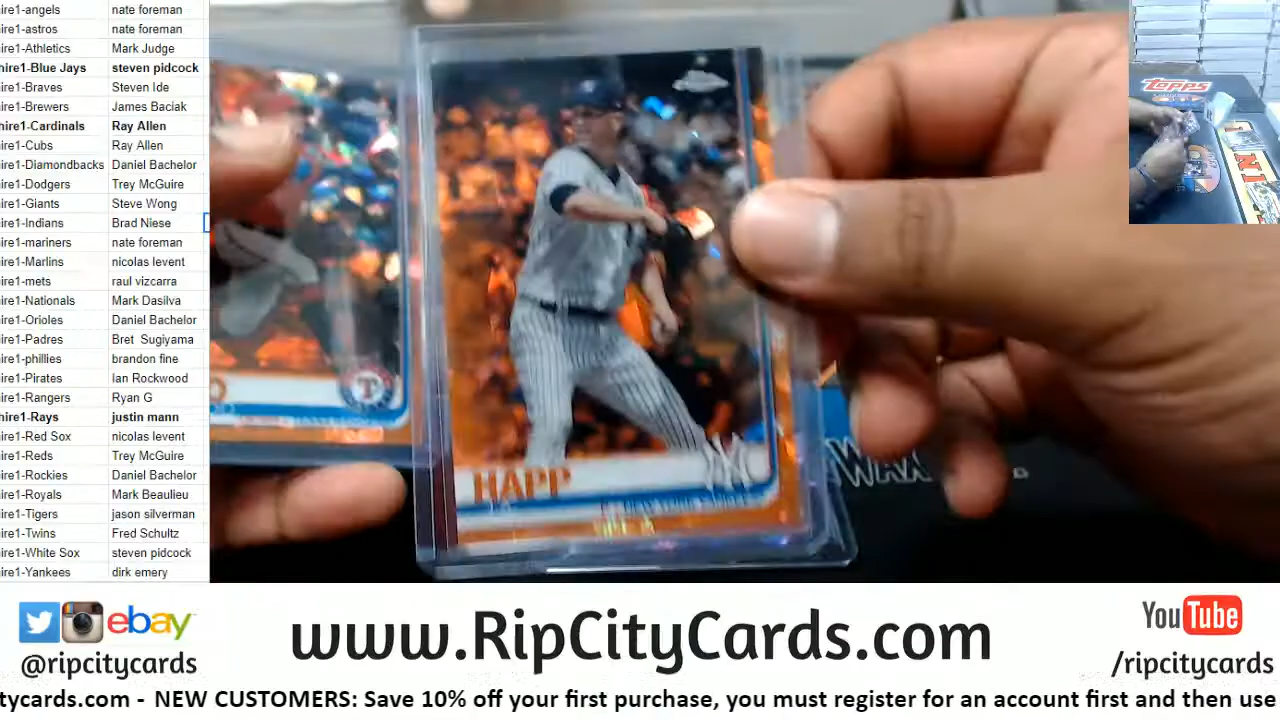 ire1-angels nate foreman
ire1-astros nate foreman
ire1-Athletics Mark Judge
hire1-Blue Jays steven pidcock
ire1-Braves Steven Ide
ire1-Brewers James Baciak
hire1-Cardinals Ray Allen
ire1-Cubs Ray Allen
ire1-Diamondbacks Daniel Bachelor
ire1-Dodgers Trey McGuire
ire1-Giants Steve Wong
ire1-Indians Brad Niese
ire1-mariners nate foreman
ire1-Marlins nicolas levent
ire1-mets raul vizcarra
ire1-Nationals Mark Dasilva
ire1-Orioles Daniel Bachelor
ire1-Padres Bret Sugiyama
ire1-phillies brandon fine
ire1-Pirates Ian Rockwood
ire1-Rangers Ryan G
hire1-Rays justin mann
ire1-Red Sox nicolas levent
ire1-Reds Trey McGuire
ire1-Rockies Daniel Bachelor
ire1-Royals Mark Beaulieu
ire1-Tigers jason silverman
ire1-Twins Fred Schultz
ire1-White Sox steven pidcock
ire1-Yankees dirk emery
T
HAPP
NY
WAX
Topps
ebay
@ripcitycards
www.RipCityCards.com
YouTube
/ripcitycards
tycards.com - NEW CUSTOMERS: Save 10% off your first purchase, you must register for an account first and then use